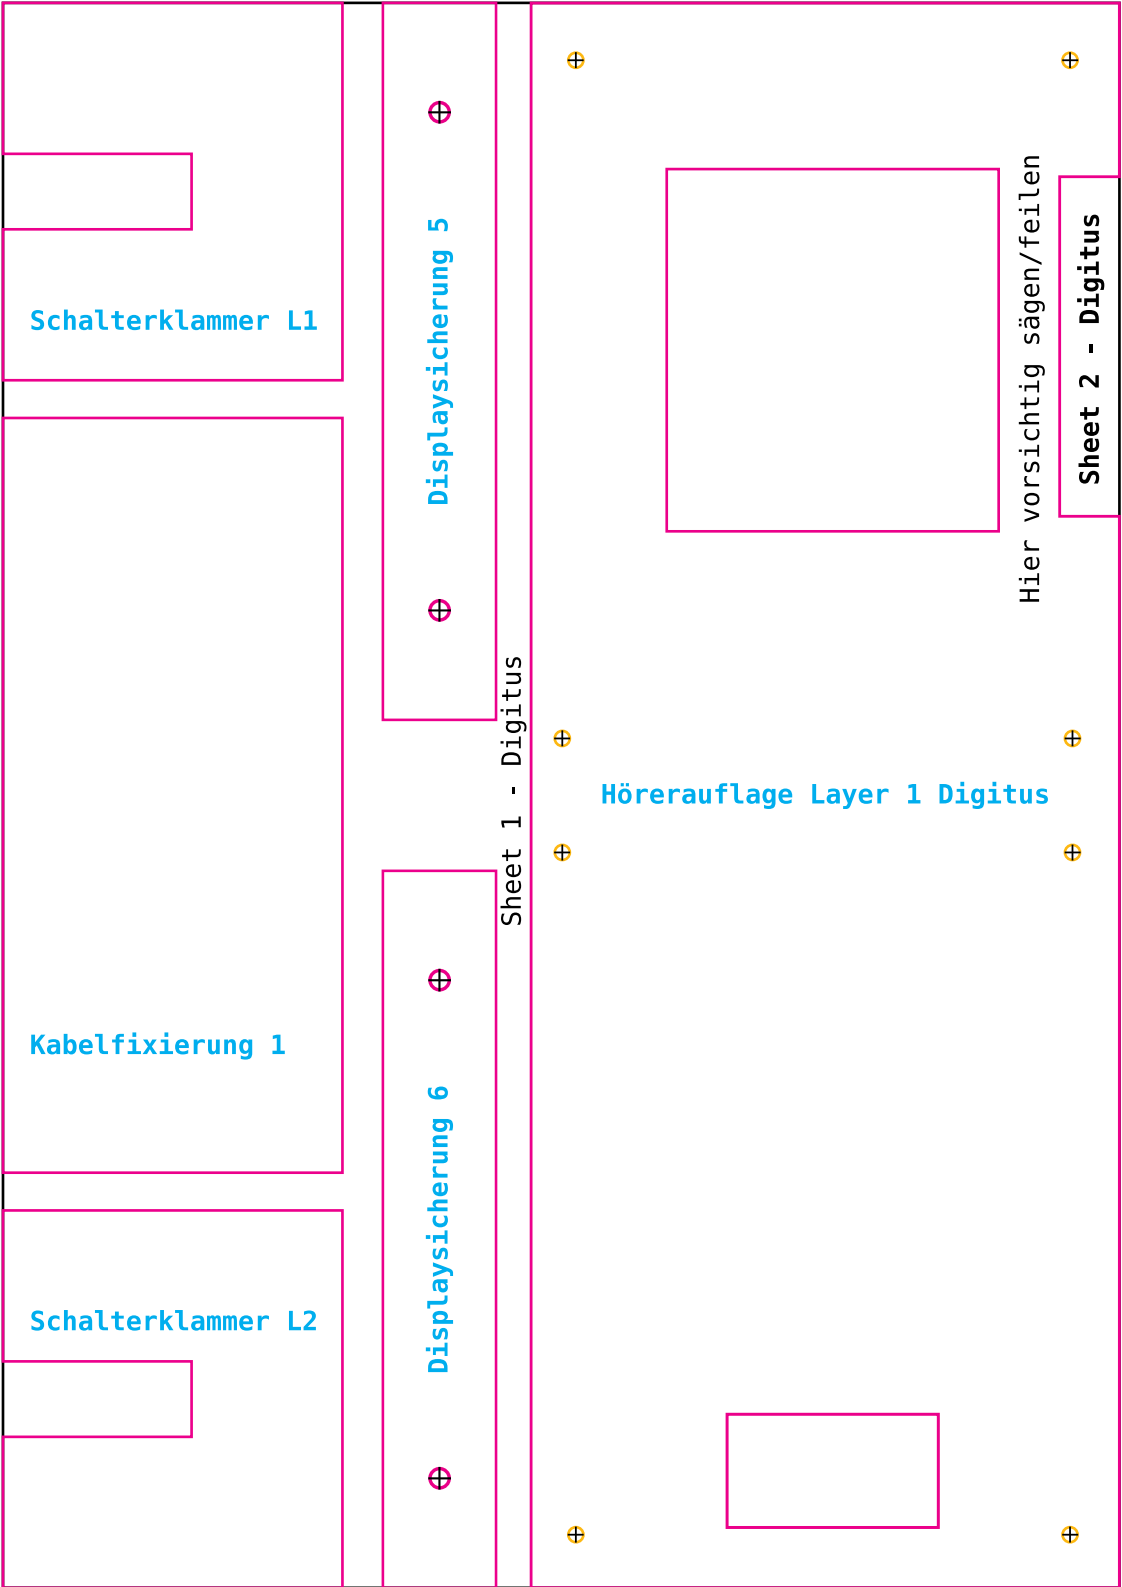 Schalterklammer L1
Displaysicherung 5
Hier vorsichtig sägen/feilen
Sheet 2 - Digitus
Sheet 1 - Digitus
Hörerauflage Layer 1 Digitus
Kabelfixierung 1
Displaysicherung 6
Schalterklammer L2